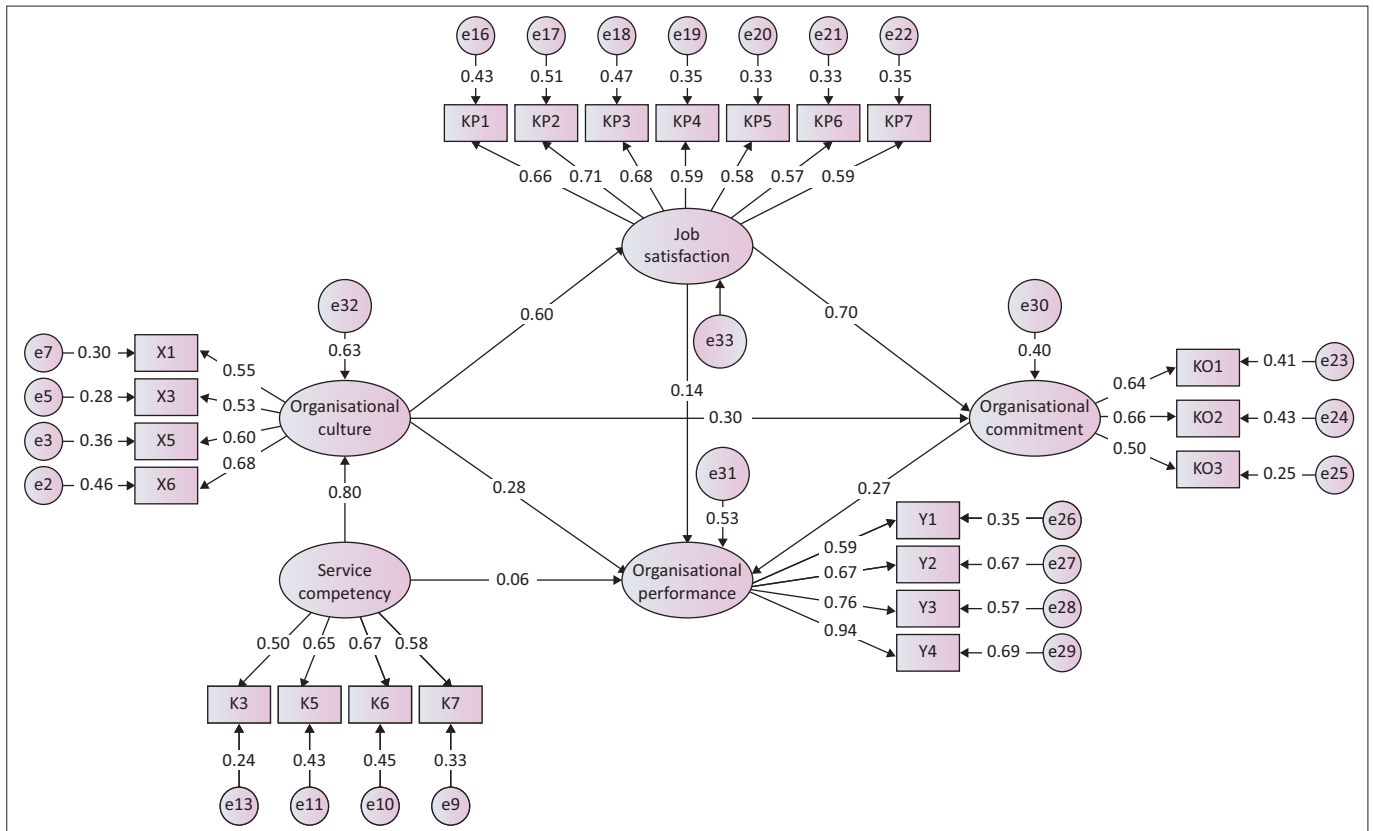 e16 e17 e18 e19 e20 e21 e22
0.43 0.51 0.47 0.35 0.33 0.33 0.35
KP1 KP2 KP3 KP4 KP5 KP6 KP7
0.66 0.71 0.68 0.59 0.58 0.57 0.59
Job
satisfaction
e32
0.60
0.70
e30
e33
0.63
0.40
e7 0.30 X1
0.55
e5 0.28 X3
0.53
e3 0.36 X5
0.60
e2 0.46 X6
0.68
Organisational
culture
0.14
0.30
Organisational
commitment
0.64
KO1 0.41 e23
0.66
KO2 0.43 e24
0.50
KO3 0.25 e25
0.80
0.28
e31
0.53
0.27
Service
competency
0.06
Organisational
performance
0.59
Y1 0.35 e26
0.67
Y2 0.67 e27
0.76
Y3 0.57 e28
0.94
Y4 0.69 e29
0.50 0.65 0.67 0.58
K3 K5 K6 K7
0.24 0.43 0.45 0.33
e13 e11 e10 e9